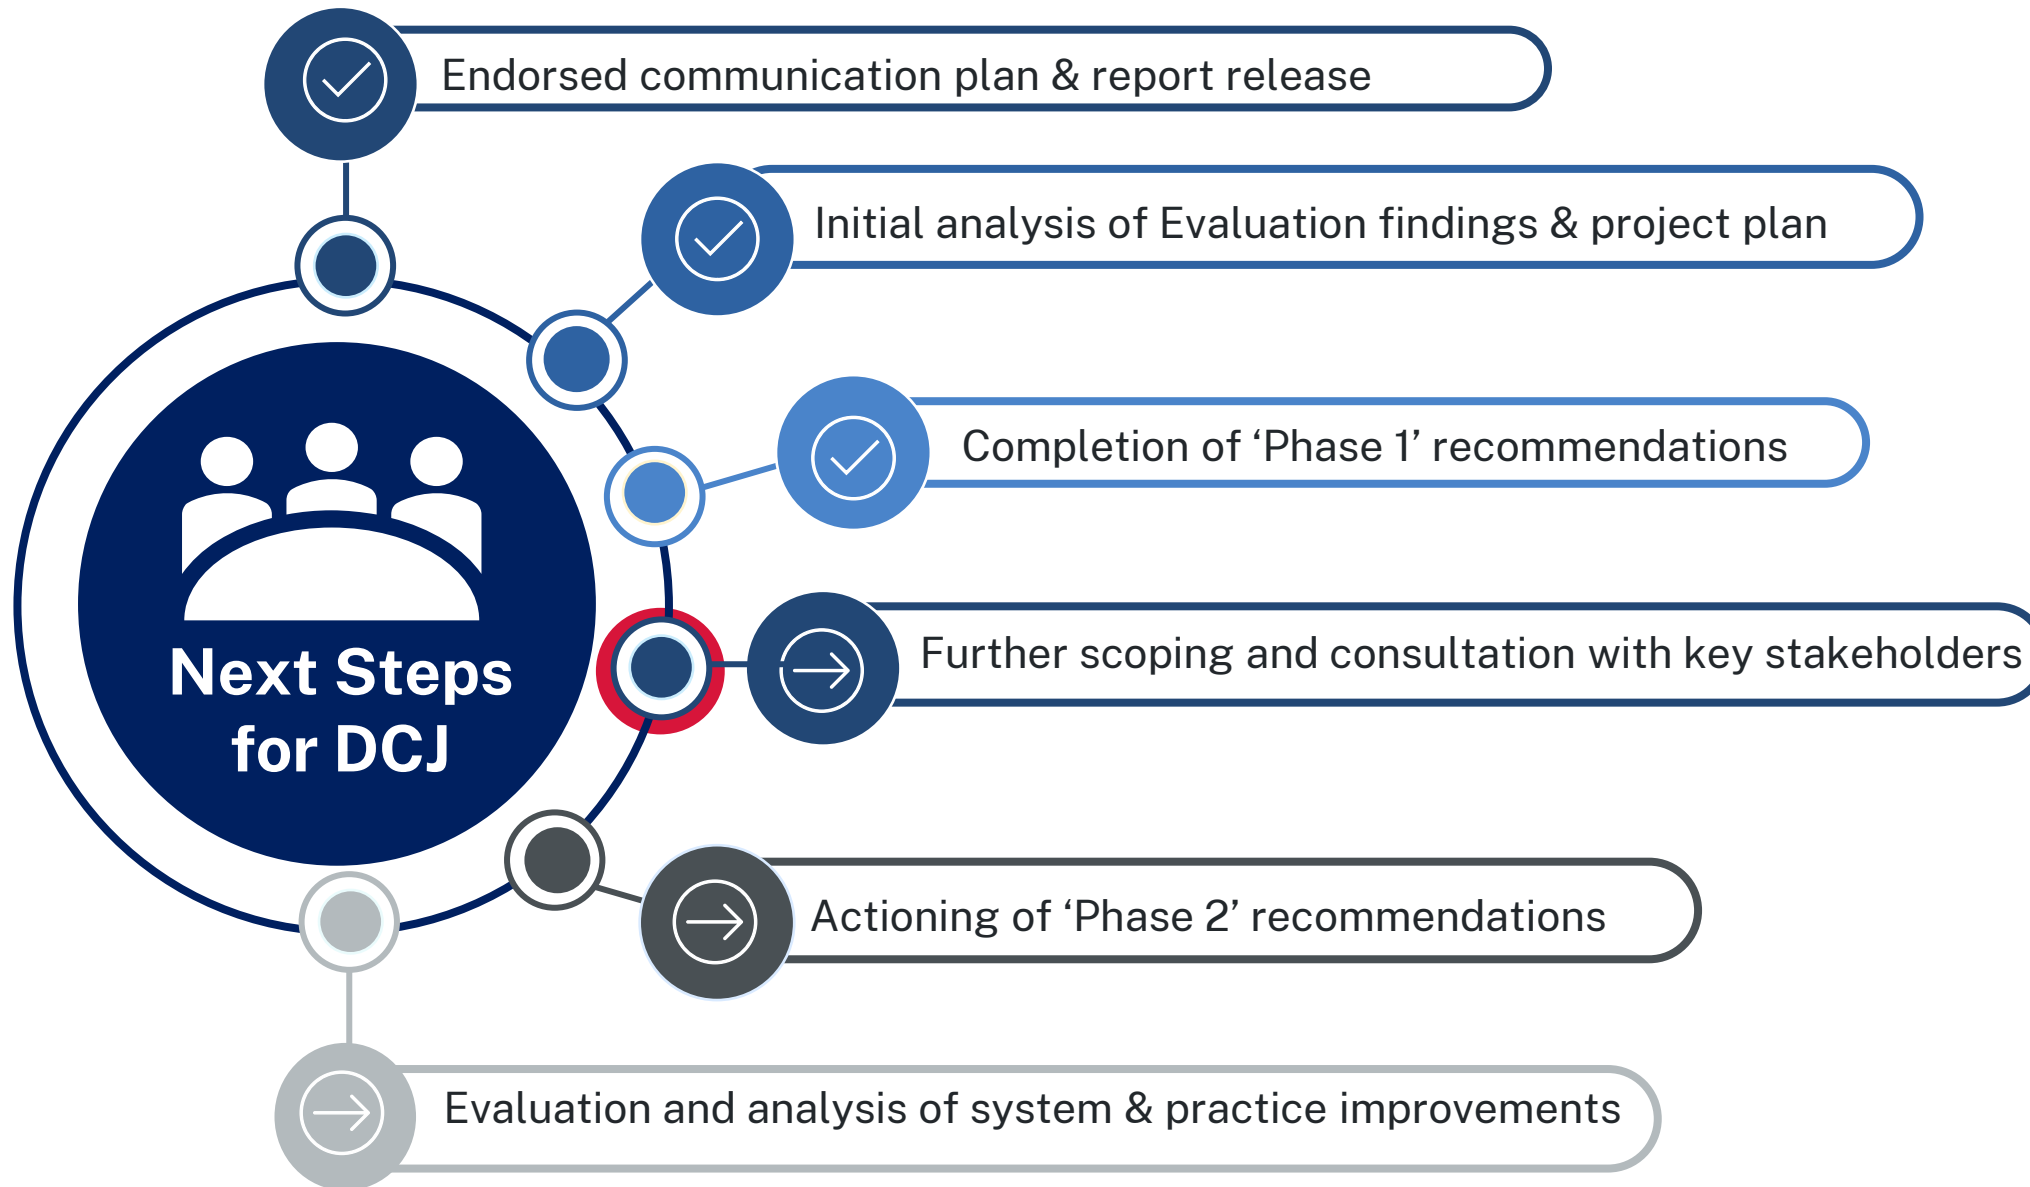 Endorsed communication plan & report release
Initial analysis of Evaluation findings & project plan
Completion of ‘Phase 1’ recommendations
Further scoping and consultation with key stakeholders
Next Steps
for DCJ
Actioning of ‘Phase 2’ recommendations
Evaluation and analysis of system & practice improvements